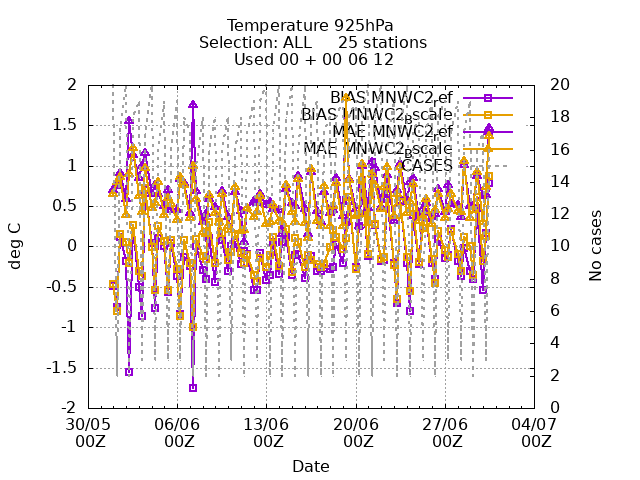 Temperature 925hPa
Selection: ALL 25 stations
Used 00 + 00 06 12
BIAS MNWC2_ref
BIAS MNWC2_Bscale
MAE MNWC2_ref
MAE MNWC2_Bscale
CASES
2
1.5
1
0.5
0
-0.5
-1
-1.5
-2
deg C
20
18
16
14
12
10
8
6
4
2
0
No cases
30/05 06/06 13/06 20/06 27/06 04/07
00Z 00Z 00Z 00Z 00Z 00Z
Date